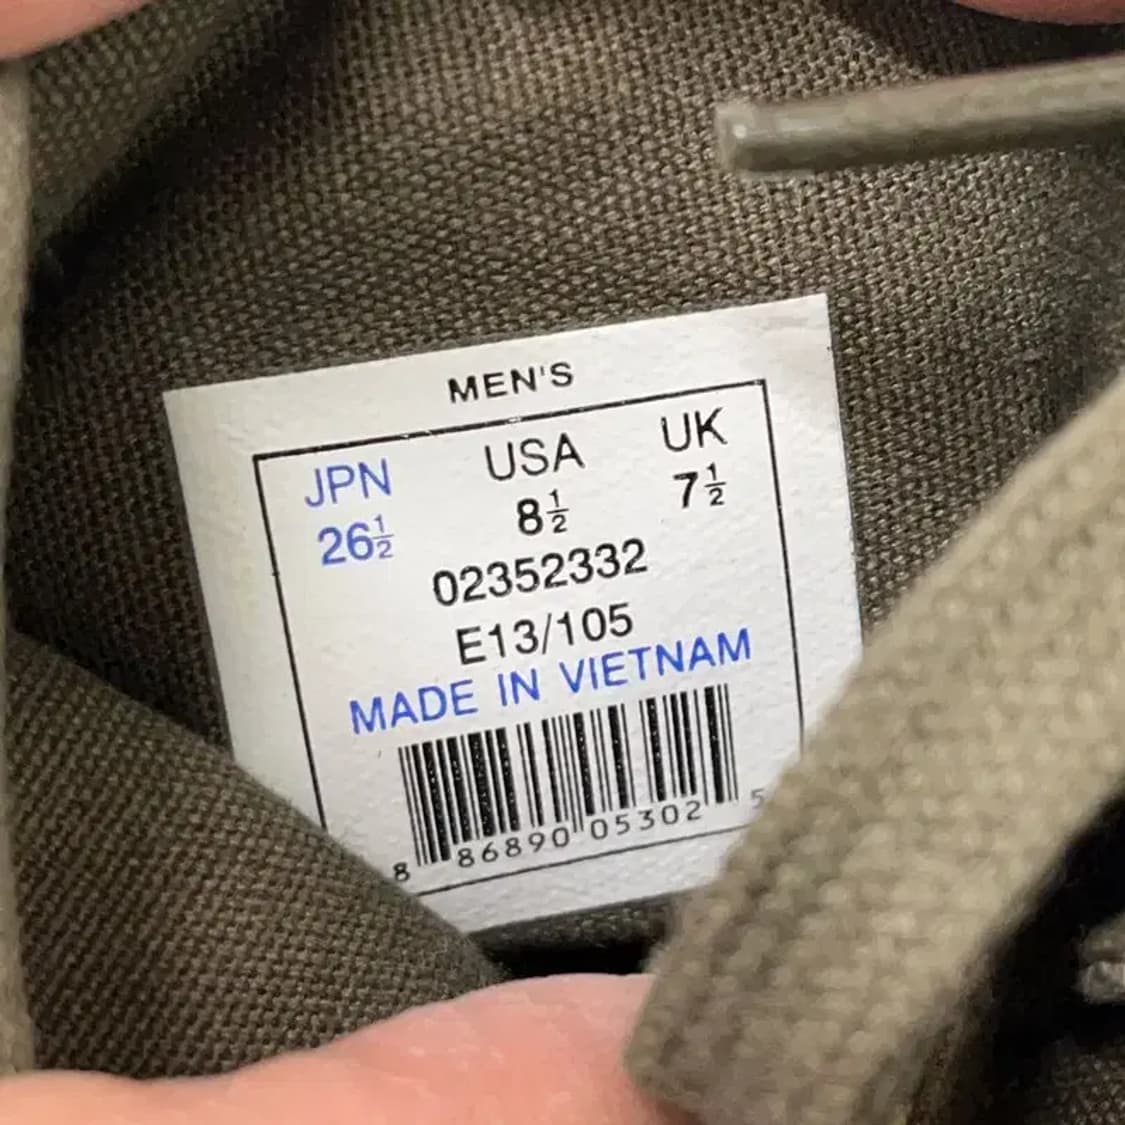 MEN'S
JPN USA UK
26½ 8½ 7½
02352332
E13/105
MADE IN VIETNAM
8 86890 05302 5